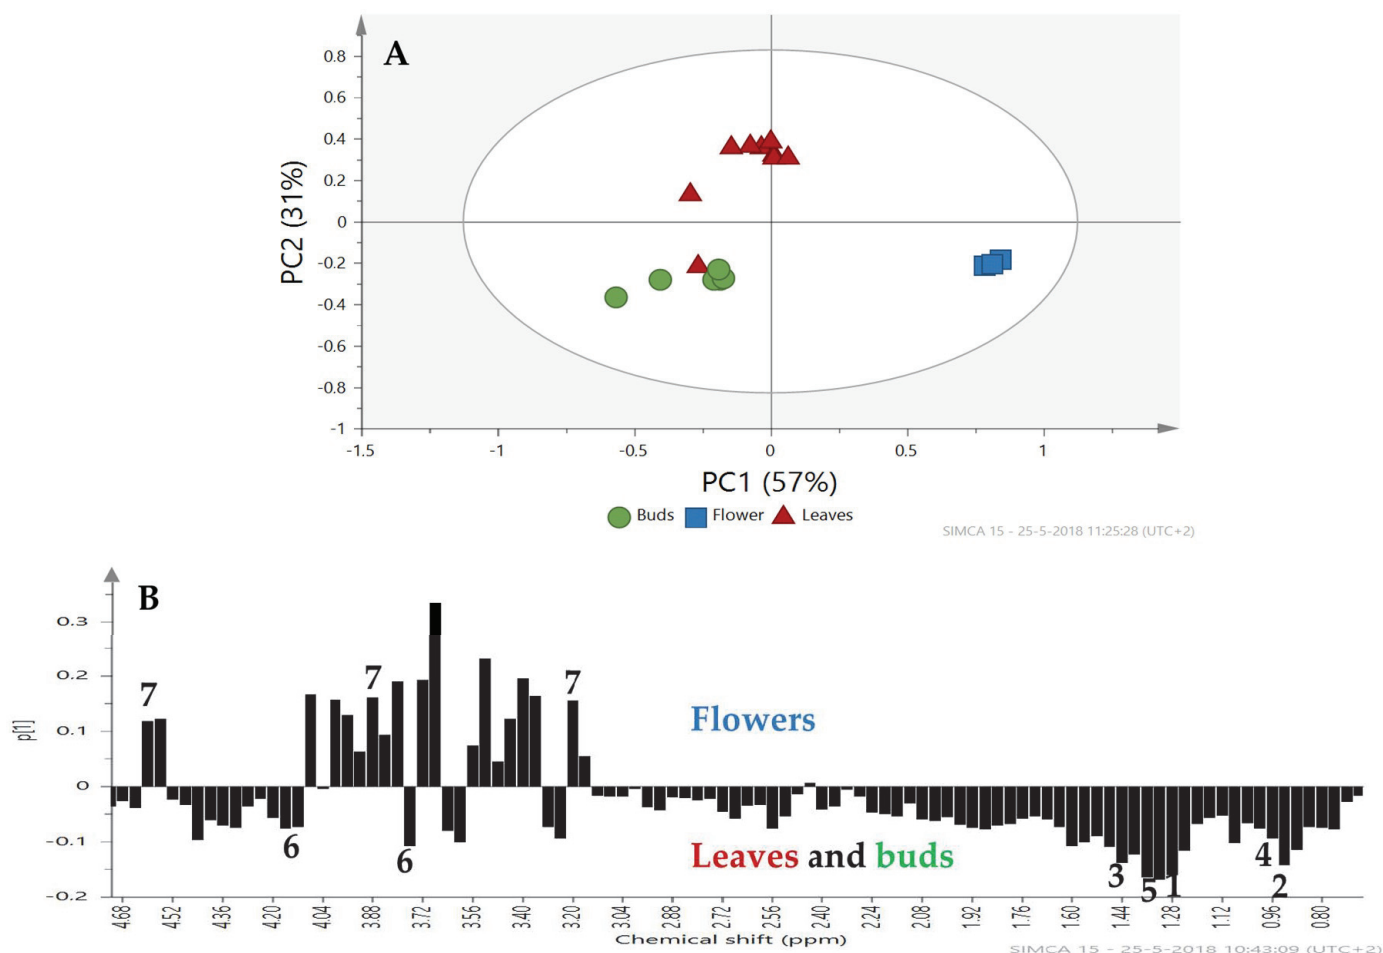 A
0.8
0.6
0.4
0.2
0
-0.2
-0.4
-0.6
-0.8
-1
PC2 (31%)
-1.5 -1 -0.5 0 0.5 1
PC1 (57%)
Buds Flower Leaves
SIMCA 15 - 25-5-2018 11:25:28 (UTC+2)
B
0.3
0.2
0.1
0
-0.1
-0.2
p[1]
7 7 7
Flowers
6 6
Leaves and buds
3 5 1 4 2
4.68 4.52 4.36 4.20 4.04 3.88 3.72 3.56 3.40 3.20 3.04 2.88 2.72 2.56 2.40 2.24 2.08 1.92 1.76 1.60 1.44 1.28 1.12 0.96 0.80
Chemical shift (ppm)
SIMCA 15 - 25-5-2018 10:43:09 (UTC+2)